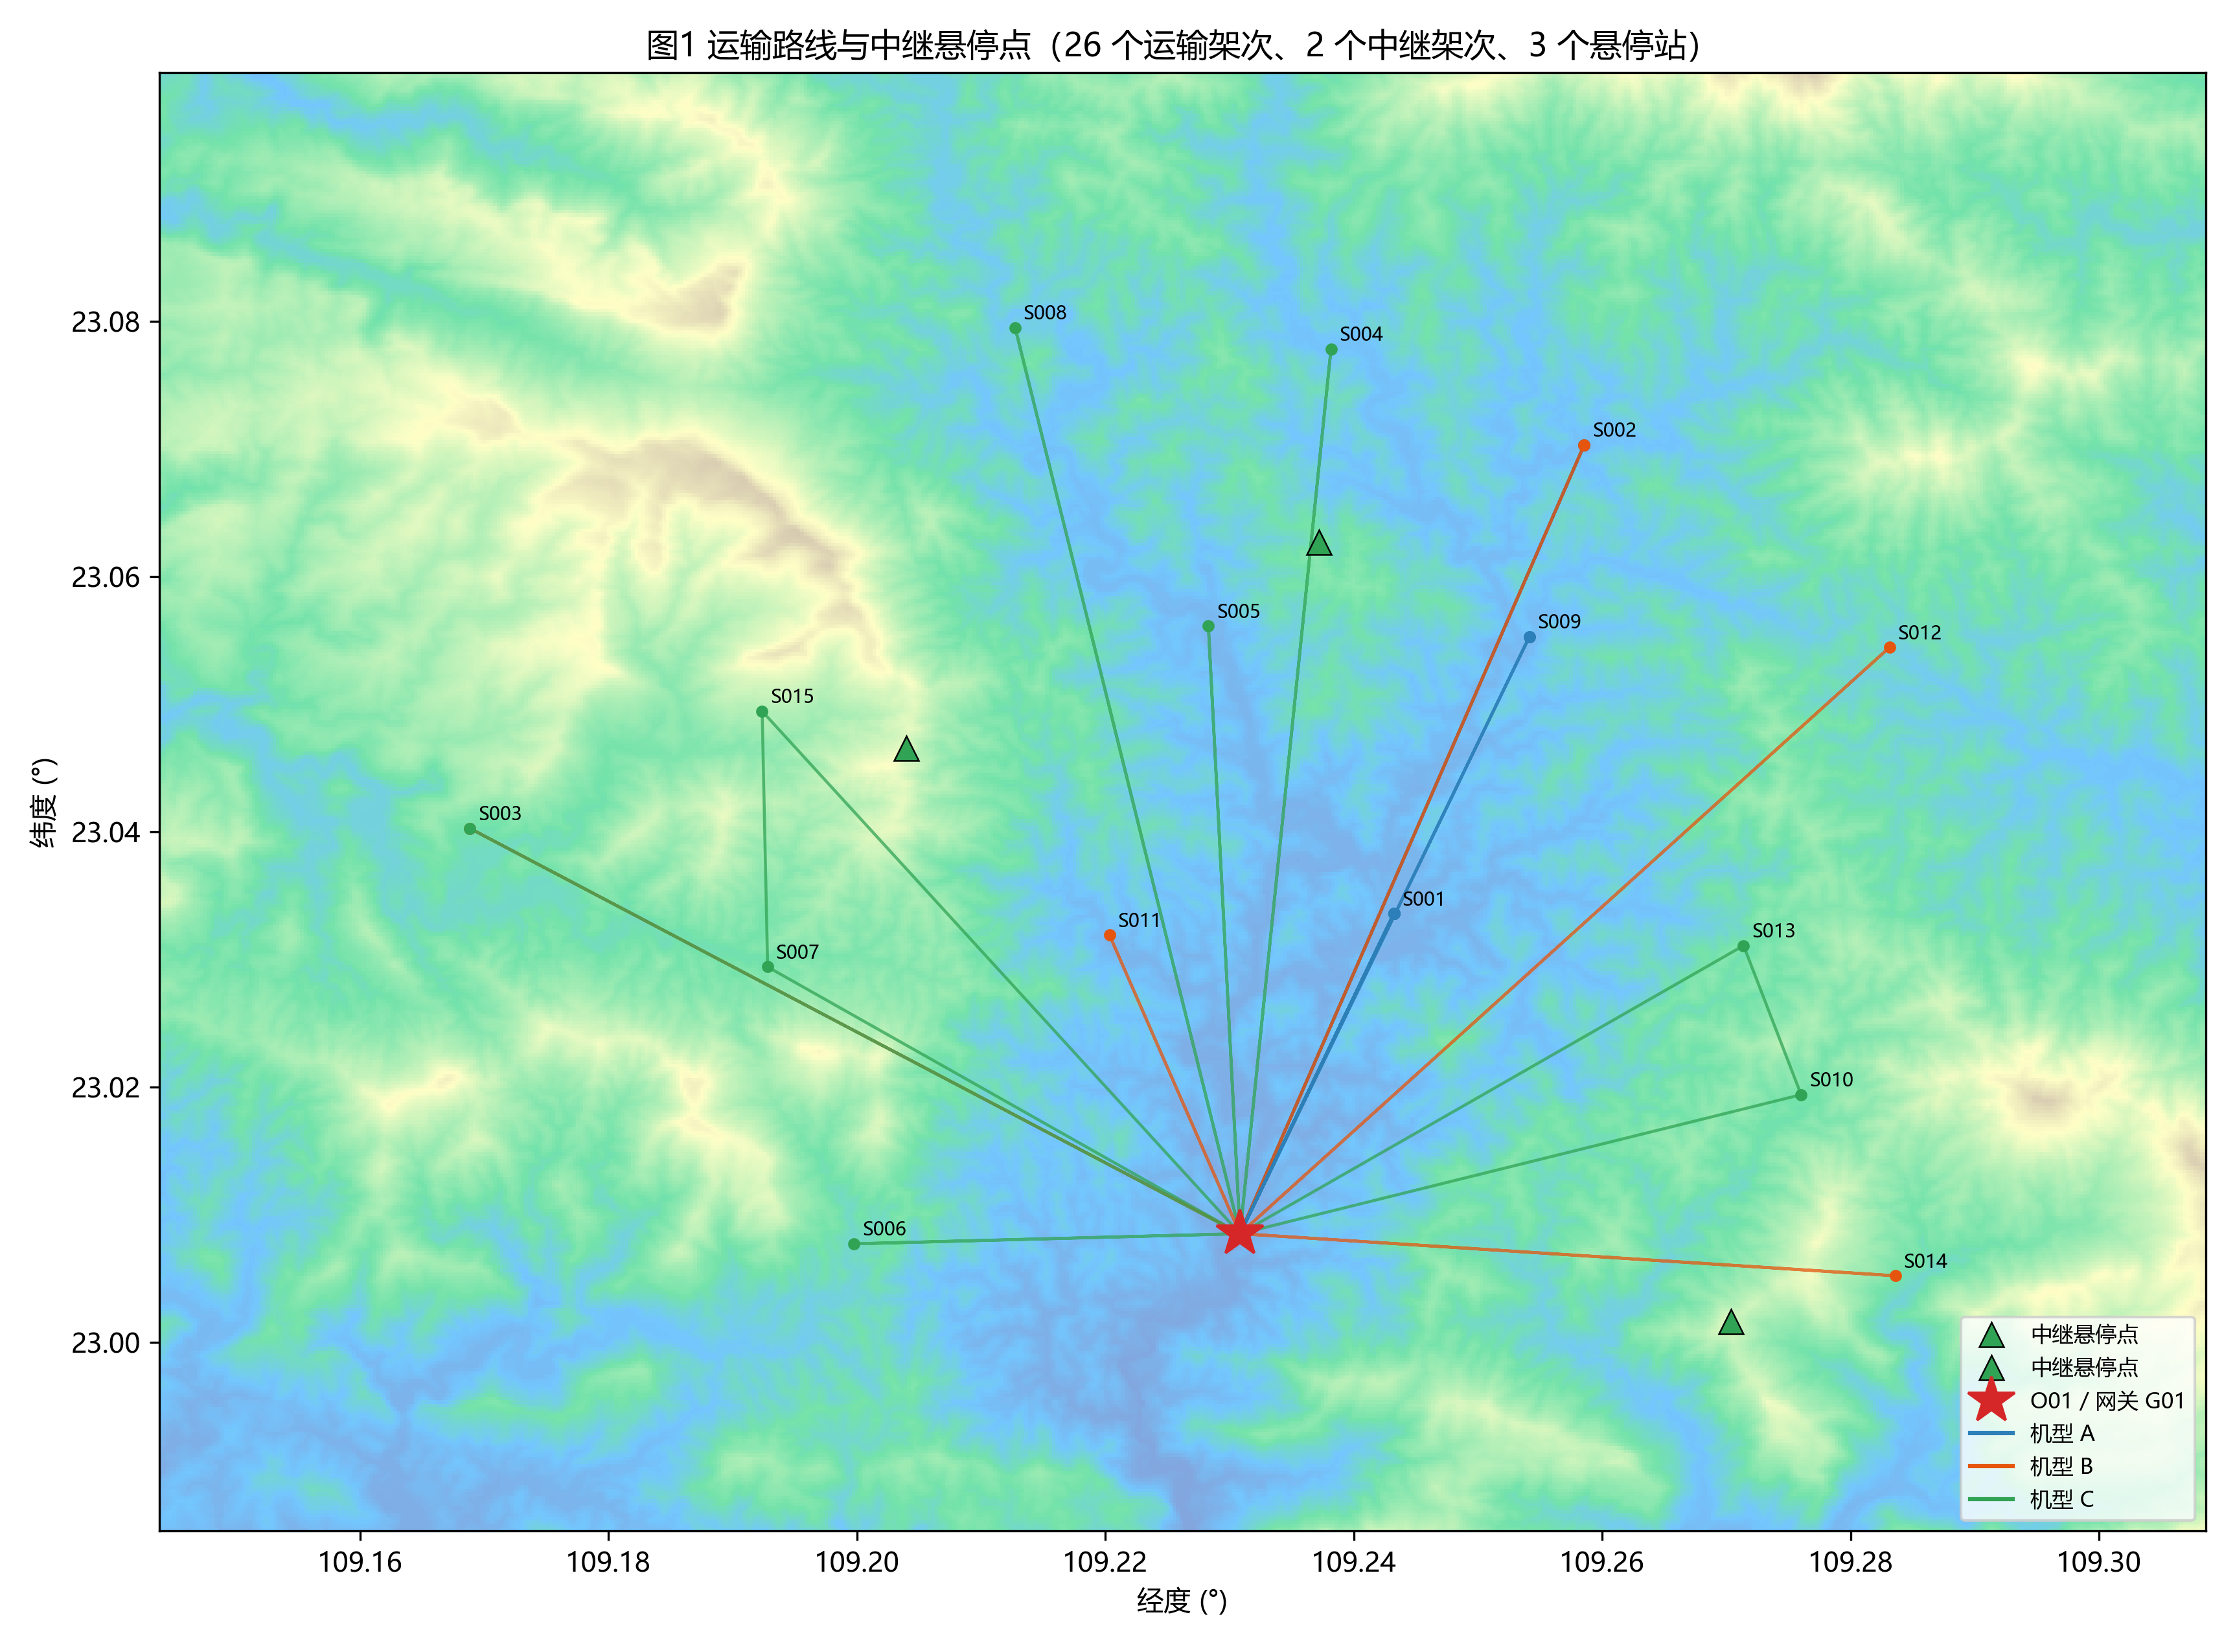 图1 运输路线与中继悬停点（26 个运输架次、2 个中继架次、3 个悬停站）
S008
S004
S002
S005
S009
S012
S015
S003
S011
S001
S013
S007
S010
S006
S014
23.08
23.06
23.04
23.02
23.00
纬度 (°)
109.16
109.18
109.20
109.22
109.24
109.26
109.28
109.30
经度 (°)
中继悬停点
中继悬停点
O01 / 网关 G01
机型 A
机型 B
机型 C